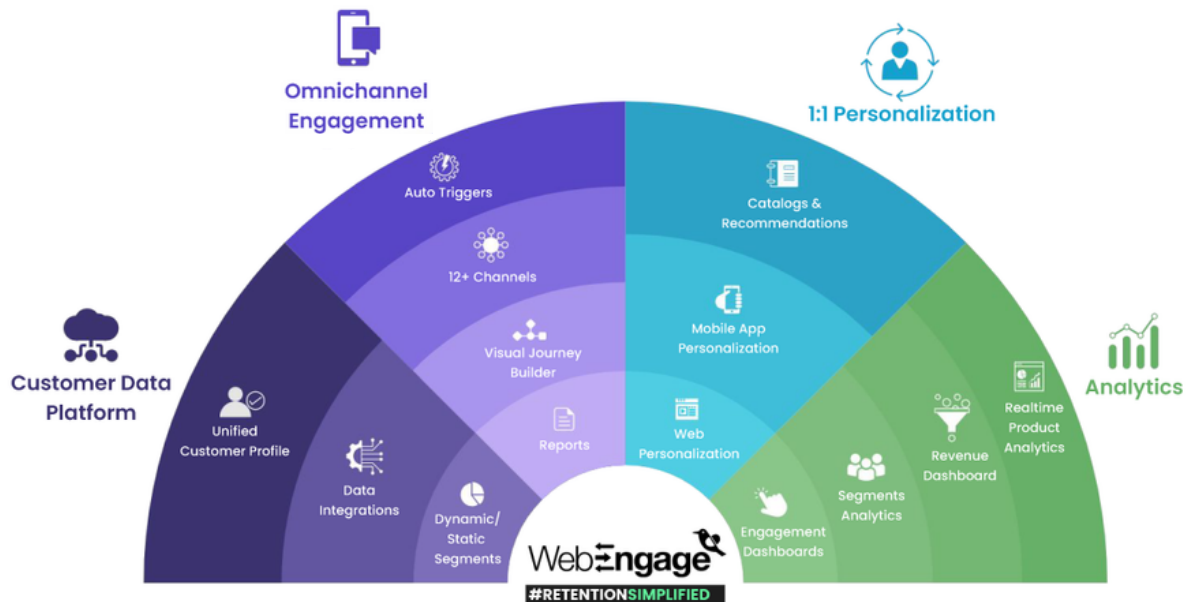 Omnichannel
Engagement
1:1 Personalization
Customer Data
Platform
Analytics
Auto Triggers
12+ Channels
Visual Journey
Builder
Reports
Catalogs &
Recommendations
Mobile App
Personalization
Web
Personalization
Unified
Customer Profile
Data
Integrations
Dynamic/
Static
Segments
Engagement
Dashboards
Segments
Analytics
Revenue
Dashboard
Realtime
Product
Analytics
WebEngage
#RETENTIONSIMPLIFIED